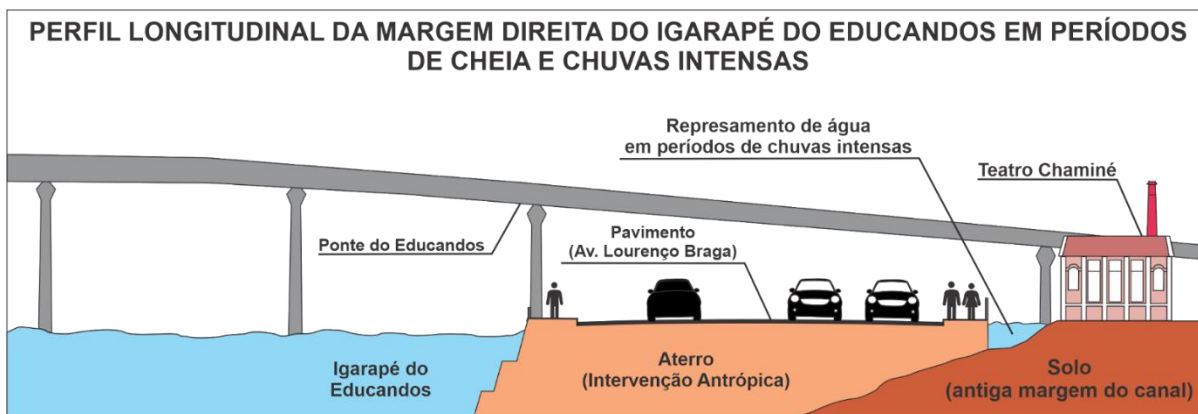 PERFIL LONGITUDINAL DA MARGEM DIREITA DO IGARAPÉ DO EDUCANDOS EM PERÍODOS
DE CHEIA E CHUVAS INTENSAS
Represamento de água
em períodos de chuvas intensas
Teatro Chaminé
Ponte do Educandos
Pavimento
(Av. Lourenço Braga)
Igarapé do
Educandos
Aterro
(Intervenção Antrópica)
Solo
(antiga margem do canal)